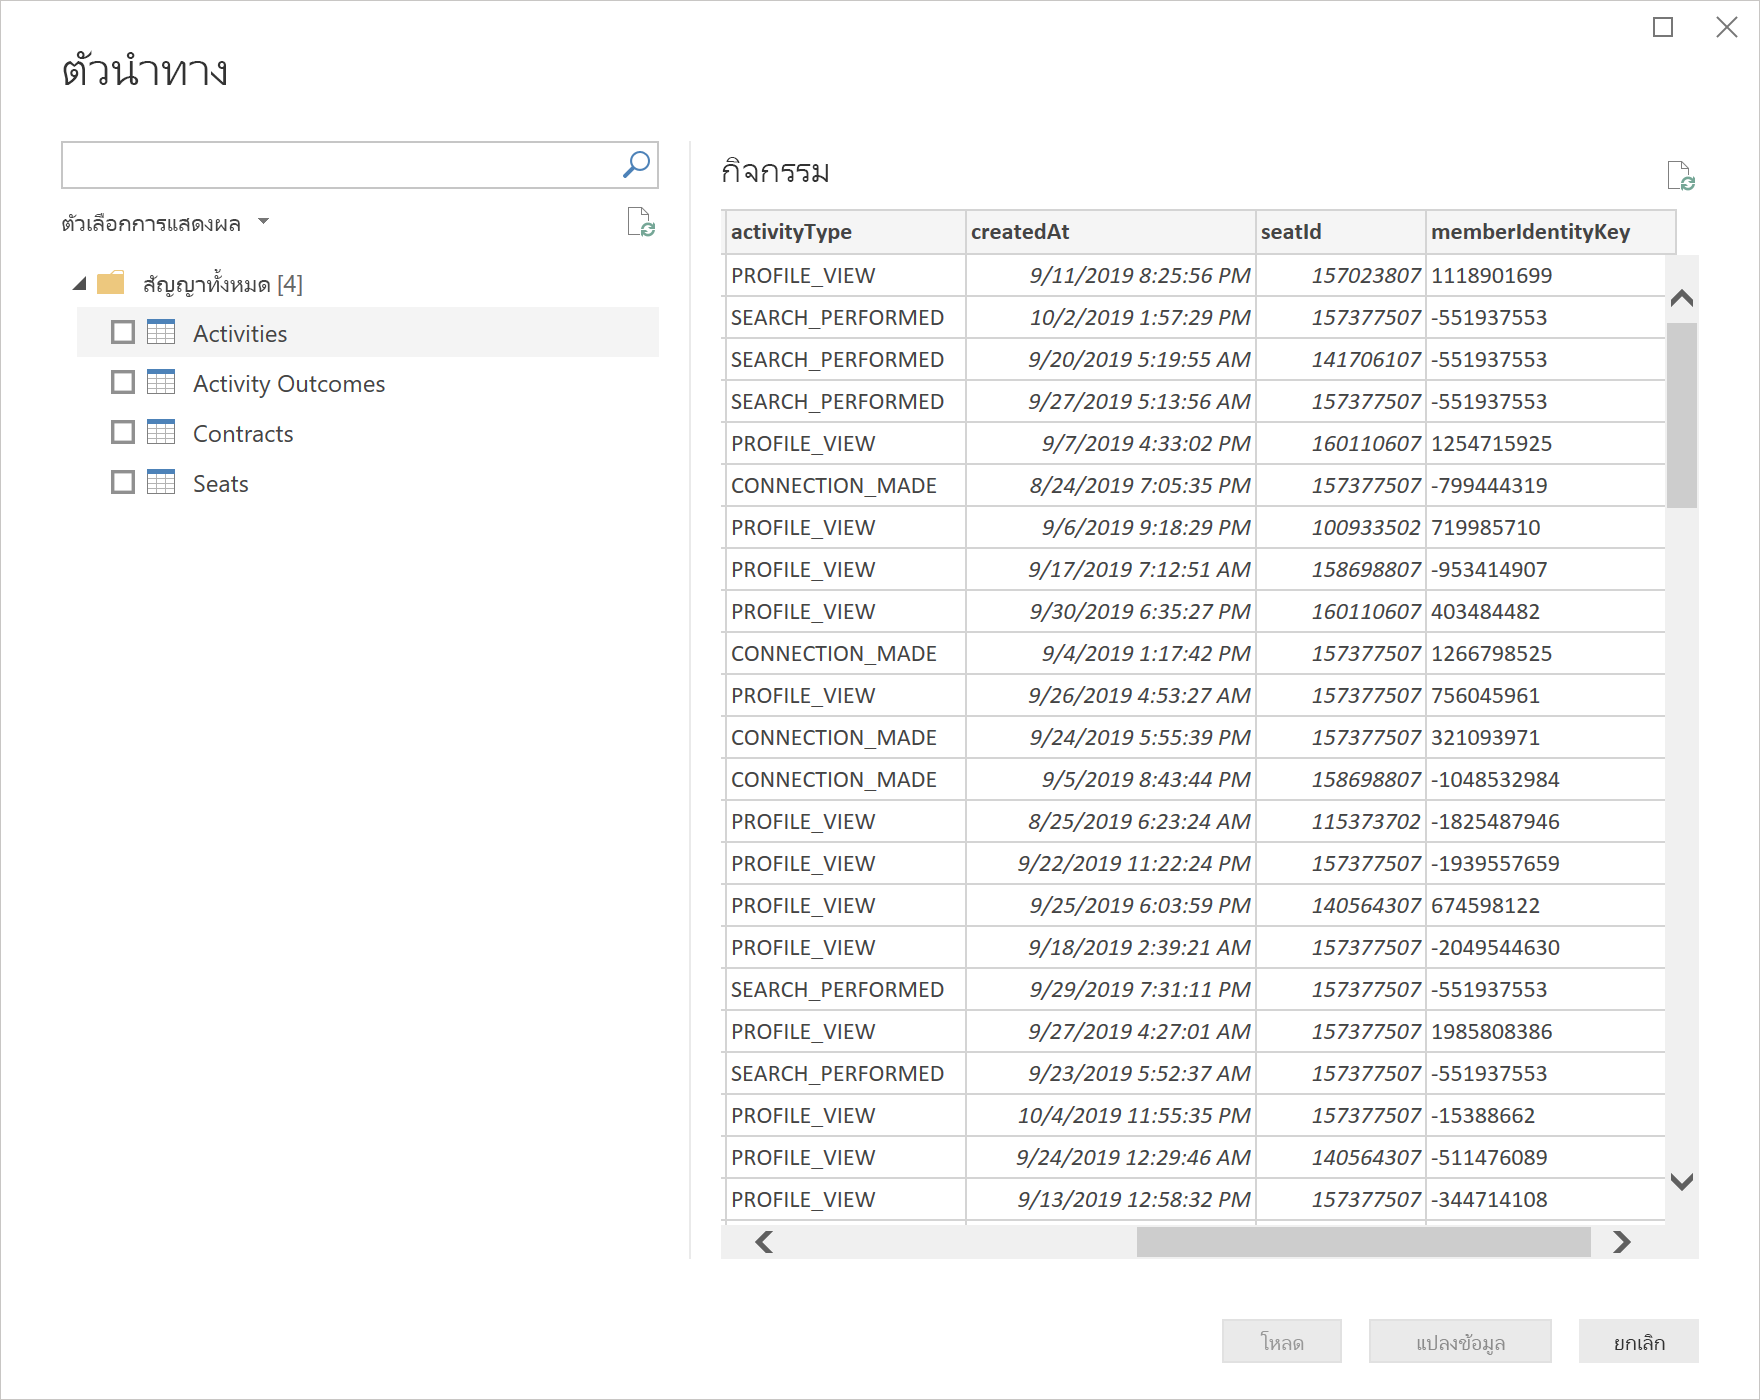 ตัวนำทาง
ตัวเลือกการแสดงผล
สัญญาทั้งหมด [4]
Activities
Activity Outcomes
Contracts
Seats
กิจกรรม
activityType createdAt seatId memberIdentityKey
PROFILE_VIEW 9/11/2019 8:25:56 PM 157023807 1118901699
SEARCH_PERFORMED 10/2/2019 1:57:29 PM 157377507 -551937553
SEARCH_PERFORMED 9/20/2019 5:19:55 AM 141706107 -551937553
SEARCH_PERFORMED 9/27/2019 5:13:56 AM 157377507 -551937553
PROFILE_VIEW 9/7/2019 4:33:02 PM 160110607 1254715925
CONNECTION_MADE 8/24/2019 7:05:35 PM 157377507 -799444319
PROFILE_VIEW 9/6/2019 9:18:29 PM 100933502 719985710
PROFILE_VIEW 9/17/2019 7:12:51 AM 158698807 -953414907
PROFILE_VIEW 9/30/2019 6:35:27 PM 160110607 403484482
CONNECTION_MADE 9/4/2019 1:17:42 PM 157377507 1266798525
PROFILE_VIEW 9/26/2019 4:53:27 AM 157377507 756045961
CONNECTION_MADE 9/24/2019 5:55:39 PM 157377507 321093971
CONNECTION_MADE 9/5/2019 8:43:44 PM 158698807 -1048532984
PROFILE_VIEW 8/25/2019 6:23:24 AM 115373702 -1825487946
PROFILE_VIEW 9/22/2019 11:22:24 PM 157377507 -1939557659
PROFILE_VIEW 9/25/2019 6:03:59 PM 140564307 674598122
PROFILE_VIEW 9/18/2019 2:39:21 AM 157377507 -2049544630
SEARCH_PERFORMED 9/29/2019 7:31:11 PM 157377507 -551937553
PROFILE_VIEW 9/27/2019 4:27:01 AM 157377507 1985808386
SEARCH_PERFORMED 9/23/2019 5:52:37 AM 157377507 -551937553
PROFILE_VIEW 10/4/2019 11:55:35 PM 157377507 -15388662
PROFILE_VIEW 9/24/2019 12:29:46 AM 140564307 -511476089
PROFILE_VIEW 9/13/2019 12:58:32 PM 157377507 -344714108
โหลด แปลงข้อมูล ยกเลิก